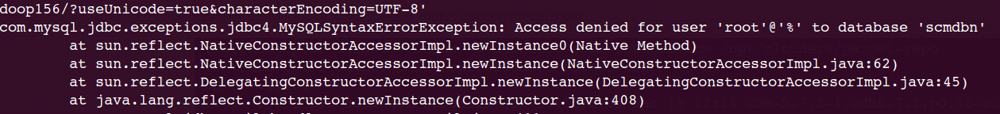 doop156/?useUnicode=true&characterEncoding=UTF-8'
com.mysql.jdbc.exceptions.jdbc4.MySQLSyntaxErrorException: Access denied for user 'root'@'%' to database 'scmdbn'
at sun.reflect.NativeConstructorAccessorImpl.newInstance0(Native Method)
at sun.reflect.NativeConstructorAccessorImpl.newInstance(NativeConstructorAccessorImpl.java:62)
at sun.reflect.DelegatingConstructorAccessorImpl.newInstance(DelegatingConstructorAccessorImpl.java:45)
at java.lang.reflect.Constructor.newInstance(Constructor.java:408)